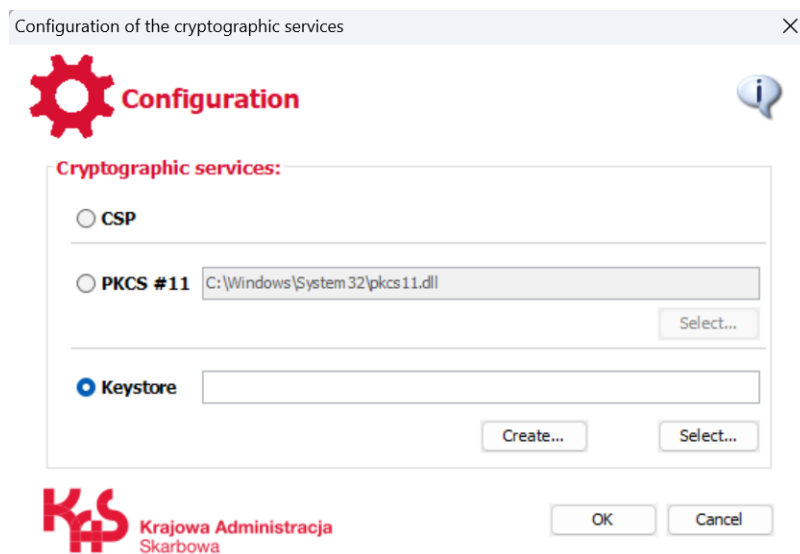 Configuration of the cryptographic services
Configuration
Cryptographic services:
CSP
PKCS #11 C:\Windows\System32\pkcs11.dll
Select...
Keystore
Create... Select...
KAS Krajowa Administracja
Skarbowa
OK Cancel